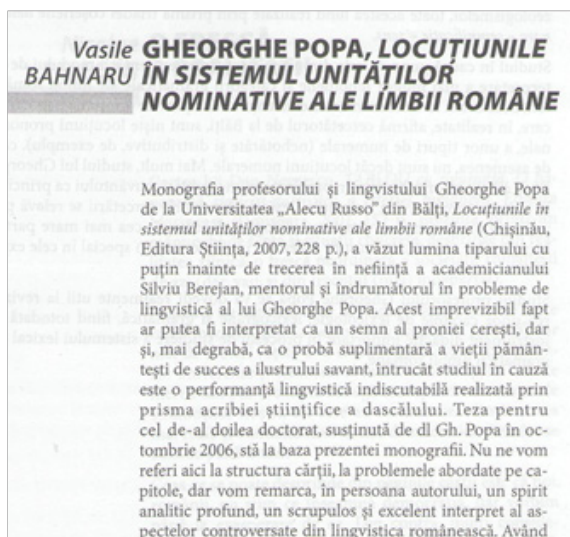 Vasile
BAHNARU
GHEORGHE POPA, LOCUȚIUNILE
ÎN SISTEMUL UNITĂȚILOR
NOMINATIVE ALE LIMBII ROMÂNE
Monografia profesorului și lingvistului Gheorghe Popa
de la Universitatea „Alecu Russo” din Bălți, Locuțiunile în
sistemul unităților nominative ale limbii române (Chișinău,
Editura Știința, 2007, 228 p.), a văzut lumina tiparului cu
puțin înainte de trecerea în neființă a academicianului
Silviu Berejan, mentorul și îndrumătorul în probleme de
lingvistică al lui Gheorghe Popa. Acest imprevizibil fapt
ar putea fi interpretat ca un semn al proniei cerești, dar
și, mai degrabă, ca o probă suplimentară a vieții pămân-
tești de succes a ilustrului savant, întrucât studiul în cauză
este o performanță lingvistică indiscutabilă realizată prin
prisma acribiei științifice a dascălului. Teza pentru
cel de-al doilea doctorat, susținută de dl Gh. Popa în oc-
tombrie 2006, stă la baza prezentei monografii. Nu ne vom
referi aici la structura cărții, la problemele abordate pe ca-
pitole, dar vom remarca, în persoana autorului, un spirit
analitic profund, un scrupulos și excelent interpret al as-
pectelor controversate din lingvistica românească. Având